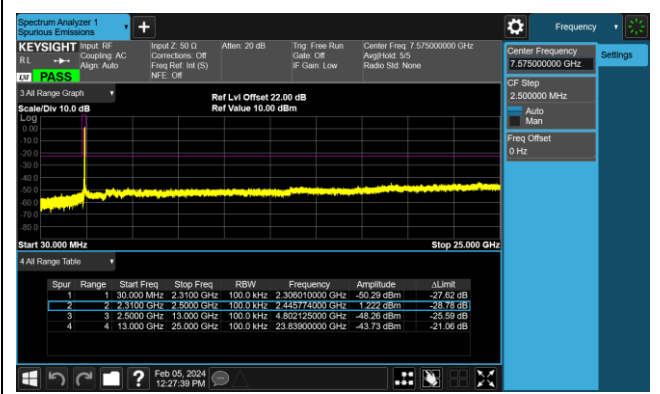 Spectrum Analyzer 1
Spurious Emissions
Frequency
KEYSIGHT
RL
Input: RF
Coupling: AC
Align: Auto
Input Z: 50 Ω
Corrections: Off
Freq Ref: Int (S)
NFE: Off
Atten: 20 dB
Trig: Free Run
Gate: Off
IF Gain: Low
Center Freq: 7.575000000 GHz
Avg|Hold: 5/5
Radio Std: None
LXI PASS
Center Frequency
7.575000000 GHz
Settings
CF Step
2.500000 MHz
Auto
Man
Freq Offset
0 Hz
3 All Range Graph
Scale/Div 10.0 dB
Ref Lvl Offset 22.00 dB
Ref Value 10.00 dBm
Log
0.00
-10.0
-20.0
-30.0
-40.0
-50.0
-60.0
-70.0
-80.0
Start 30.000 MHz Stop 25.000 GHz
4 All Range Table
Spur Range Start Freq Stop Freq RBW Frequency Amplitude ΔLimit
1 1 30.000 MHz 2.3100 GHz 100.0 kHz 2.306010000 GHz -50.29 dBm -27.62 dB
2 2 2.3100 GHz 2.5000 GHz 100.0 kHz 2.445774000 GHz 1.222 dBm -28.78 dB
3 3 2.5000 GHz 13.000 GHz 100.0 kHz 4.802125000 GHz -48.26 dBm -25.59 dB
4 4 13.000 GHz 25.000 GHz 100.0 kHz 23.83900000 GHz -43.73 dBm -21.06 dB
Feb 05, 2024
12:27:39 PM